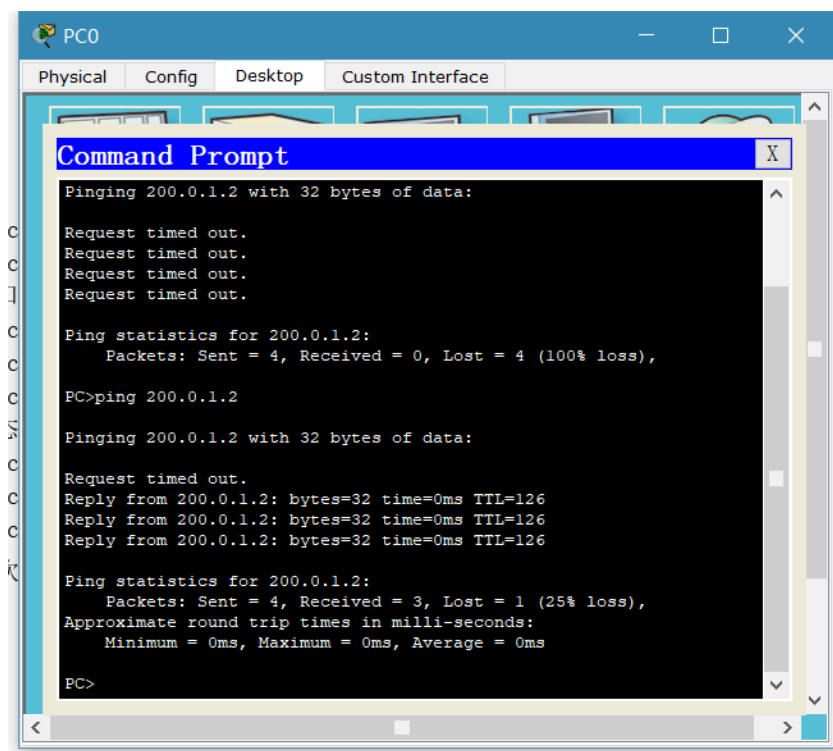 PC0
Physical Config Desktop Custom Interface
Command Prompt X
Pinging 200.0.1.2 with 32 bytes of data:
Request timed out.
Request timed out.
Request timed out.
Request timed out.
Ping statistics for 200.0.1.2:
Packets: Sent = 4, Received = 0, Lost = 4 (100% loss),
PC>ping 200.0.1.2
Pinging 200.0.1.2 with 32 bytes of data:
Request timed out.
Reply from 200.0.1.2: bytes=32 time=0ms TTL=126
Reply from 200.0.1.2: bytes=32 time=0ms TTL=126
Reply from 200.0.1.2: bytes=32 time=0ms TTL=126
Ping statistics for 200.0.1.2:
Packets: Sent = 4, Received = 3, Lost = 1 (25% loss),
Approximate round trip times in milli-seconds:
Minimum = 0ms, Maximum = 0ms, Average = 0ms
PC>